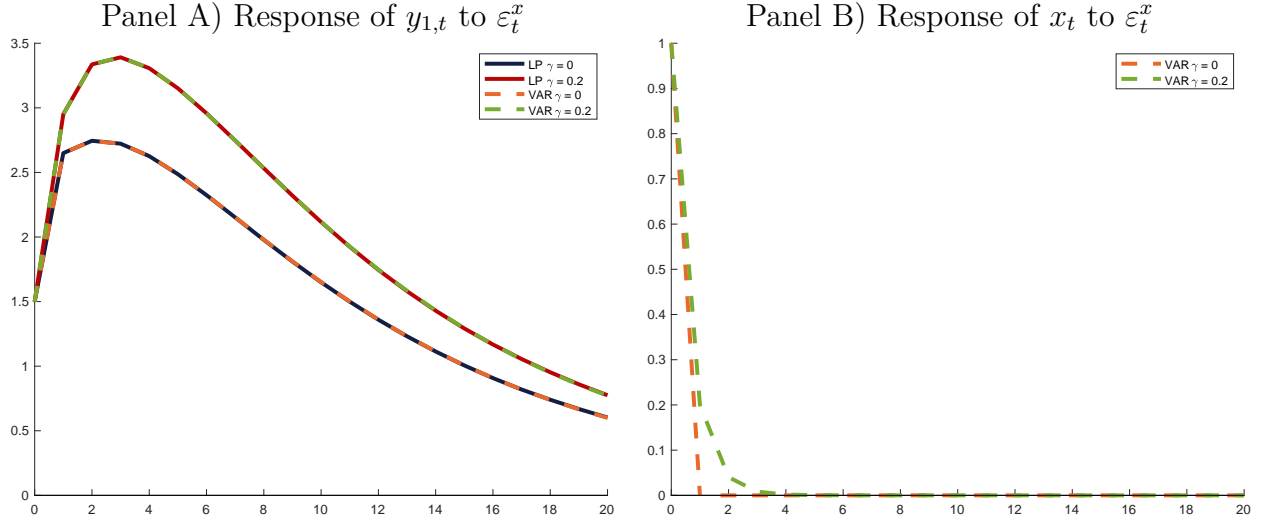 Panel A) Response of y₁,ₜ to εₜˣ
3.5
3
2.5
2
1.5
1
0.5
0
0 2 4 6 8 10 12 14 16 18 20
LP γ = 0
LP γ = 0.2
VAR γ = 0
VAR γ = 0.2
Panel B) Response of xₜ to εₜˣ
1
0.9
0.8
0.7
0.6
0.5
0.4
0.3
0.2
0.1
0
0 2 4 6 8 10 12 14 16 18 20
VAR γ = 0
VAR γ = 0.2